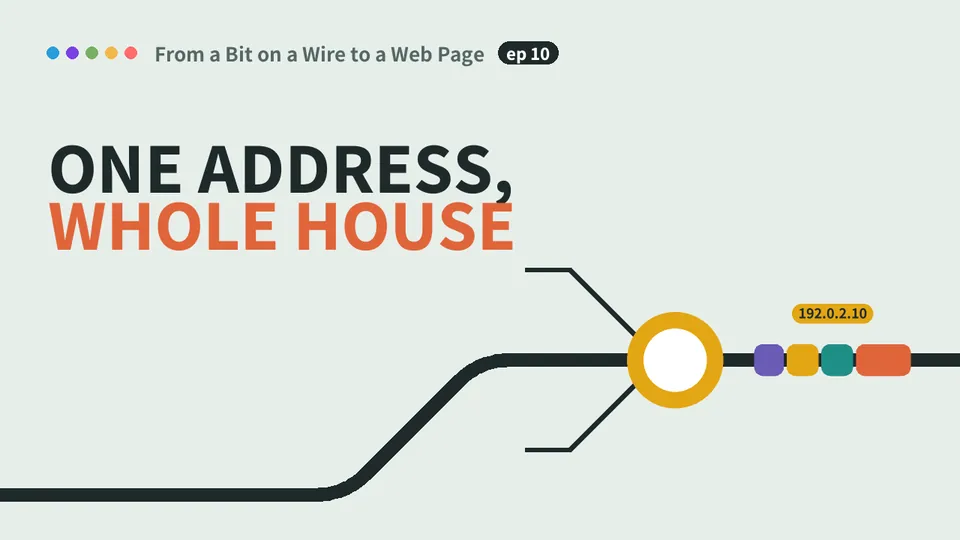 From a Bit on a Wire to a Web Page ep 10
ONE ADDRESS,
WHOLE HOUSE
192.0.2.10